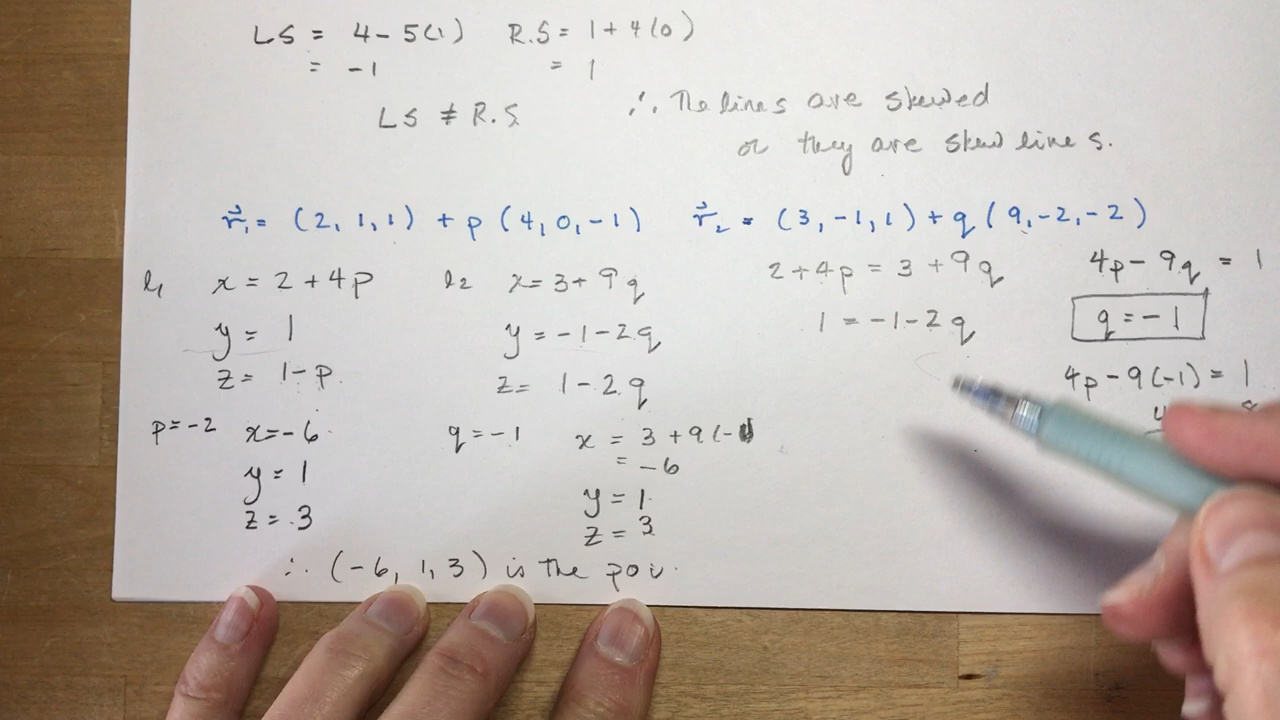 LS = 4 - 5(1) R.S = 1 + 4(0)
= -1 = 1
LS ≠ R.S ∴ The lines are skewed
or they are skew lines.
r⃗₁ = (2, 1, 1) + p (4, 0, -1) r⃗₂ = (3, -1, 1) + q (9, -2, -2)
l₁ x = 2 + 4p l₂ x = 3 + 9q 2 + 4p = 3 + 9q 4p - 9q = 1
y = 1 y = -1 - 2q 1 = -1 - 2q q = -1
z = 1 - p. z = 1 - 2q 4p - 9(-1) = 1
p = -2 x = -6 q = -1 x = 3 + 9(-1
= -6
y = 1 y = 1
z = 3 z = 3
∴ (-6, 1, 3) is the poi.